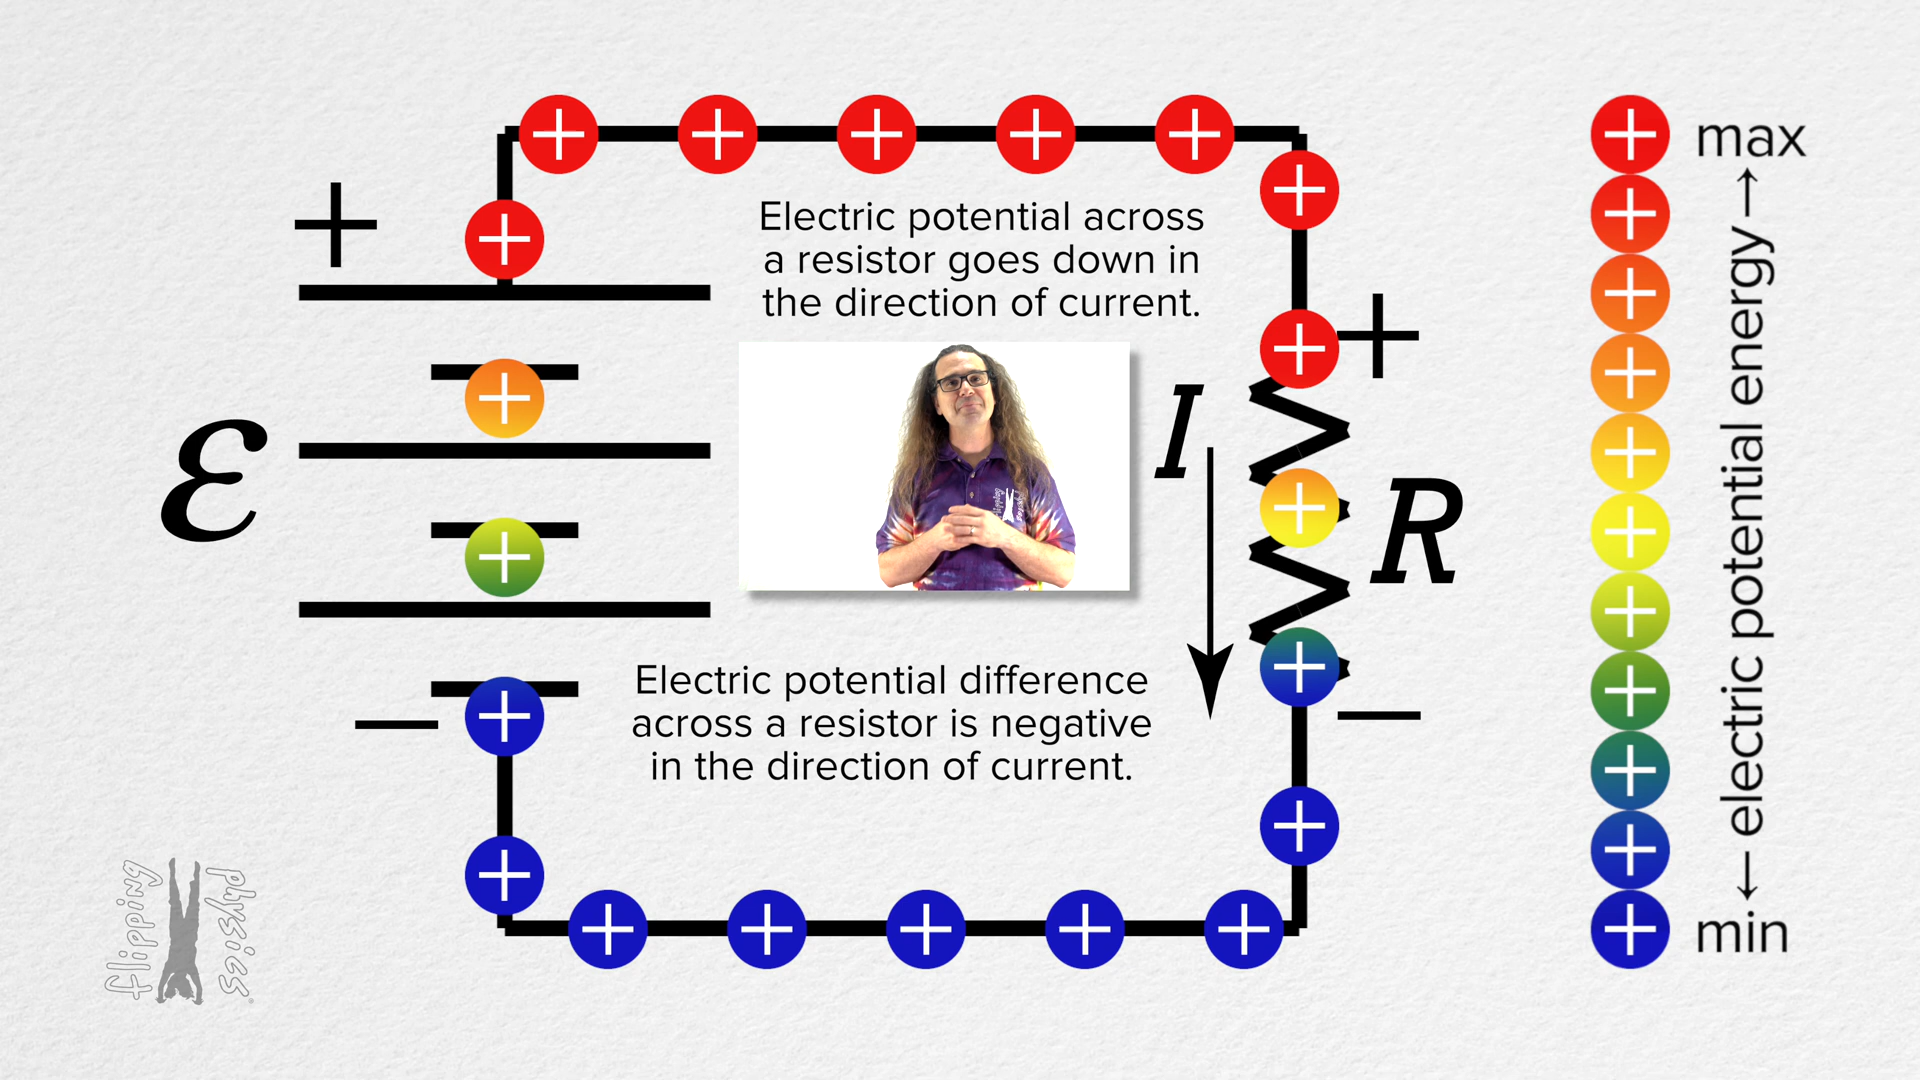 max
+
Electric potential across
a resistor goes down in
the direction of current.
+
ε
I
R
← electric potential energy →
Electric potential difference
across a resistor is negative
in the direction of current.
−
−
flipping
physics
min